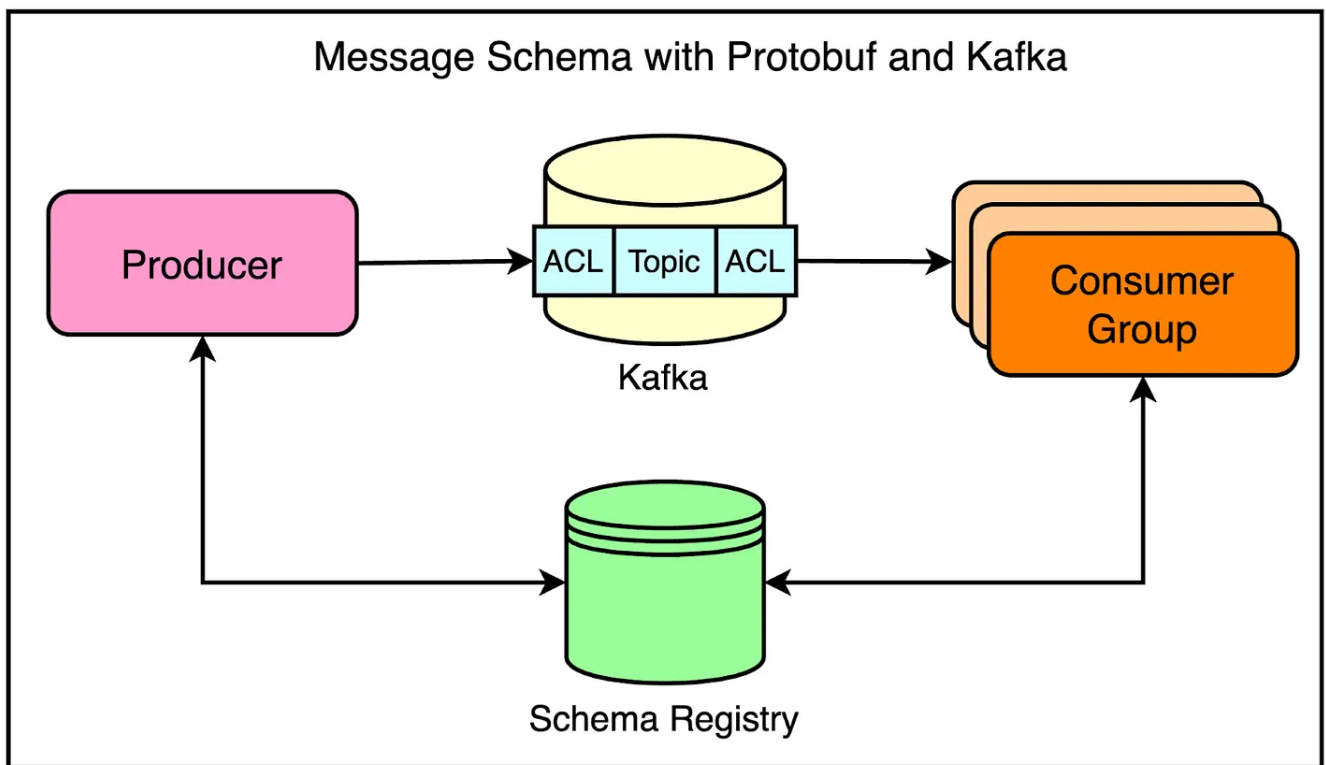 Message Schema with Protobuf and Kafka
Producer
ACL
Topic
ACL
Consumer
Group
Kafka
Schema Registry